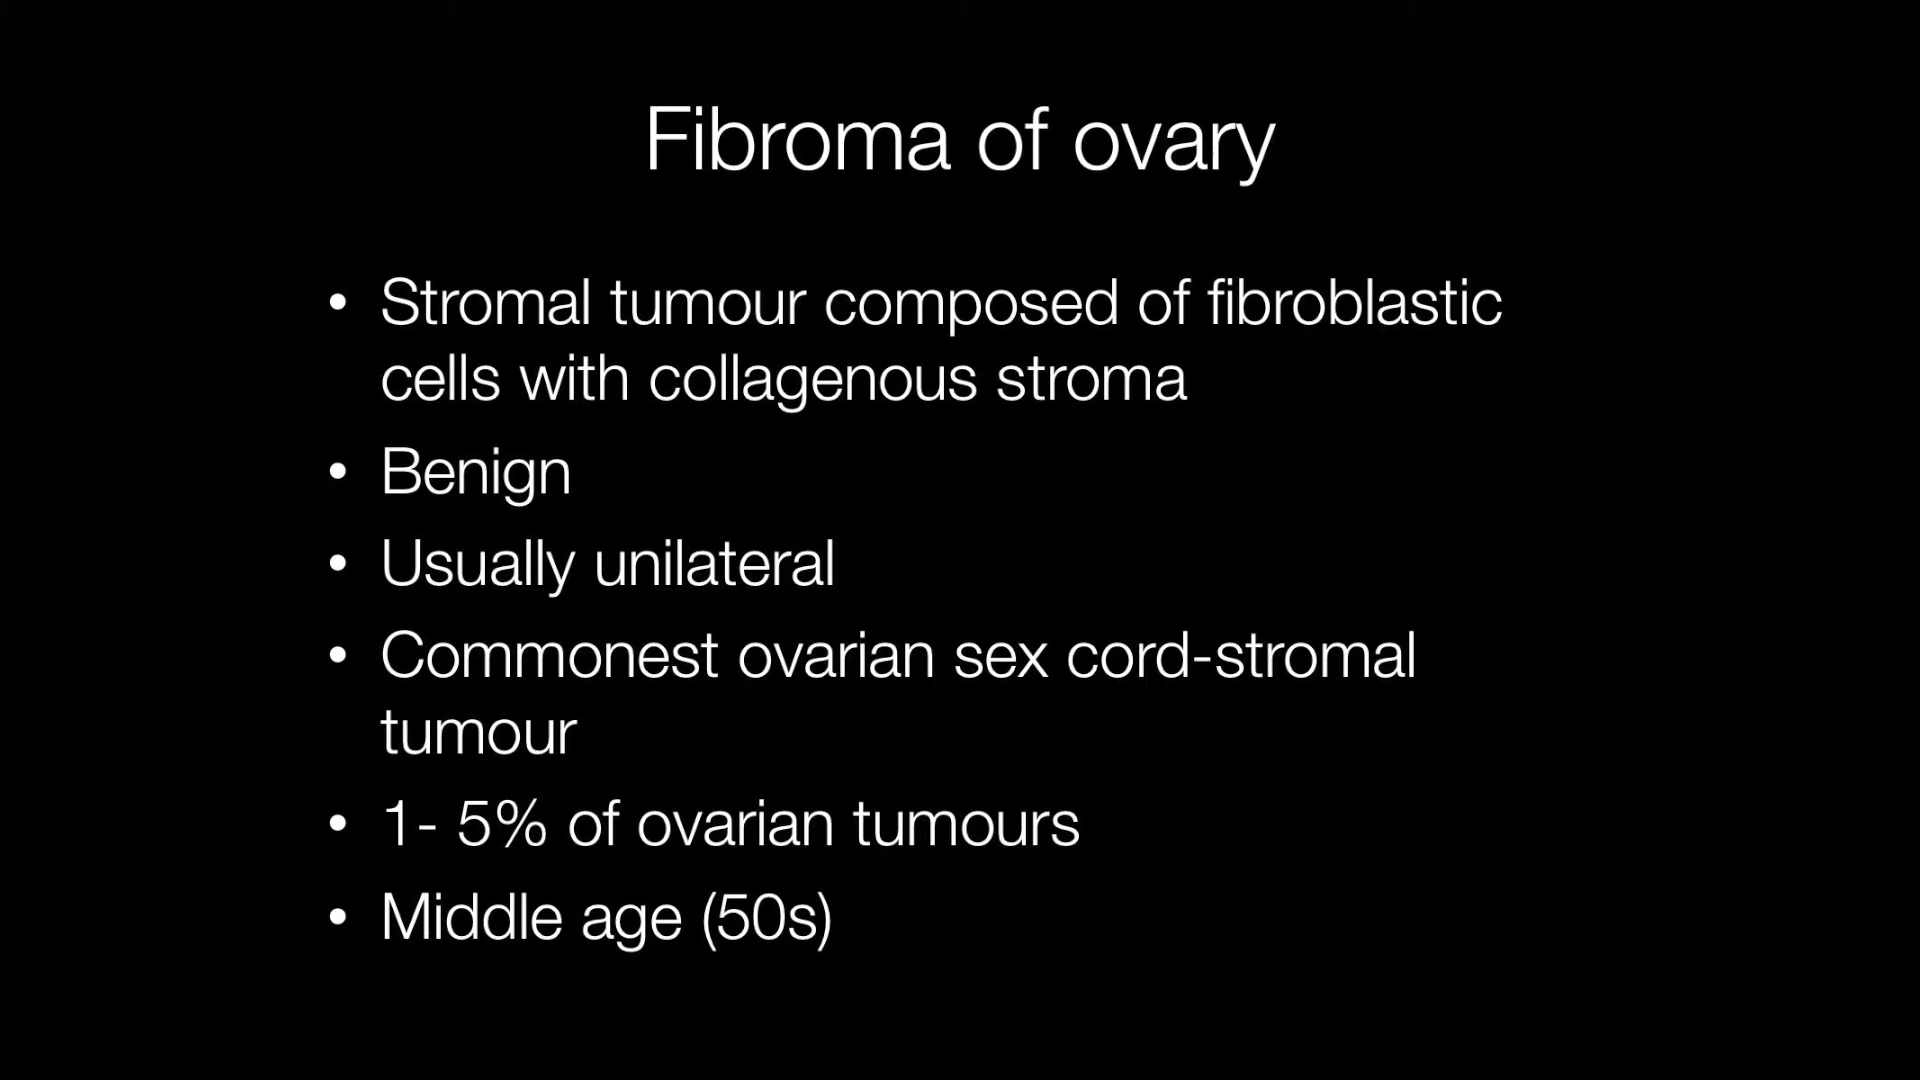 Fibroma of ovary
• Stromal tumour composed of fibroblastic
cells with collagenous stroma
• Benign
• Usually unilateral
• Commonest ovarian sex cord-stromal
tumour
• 1- 5% of ovarian tumours
• Middle age (50s)